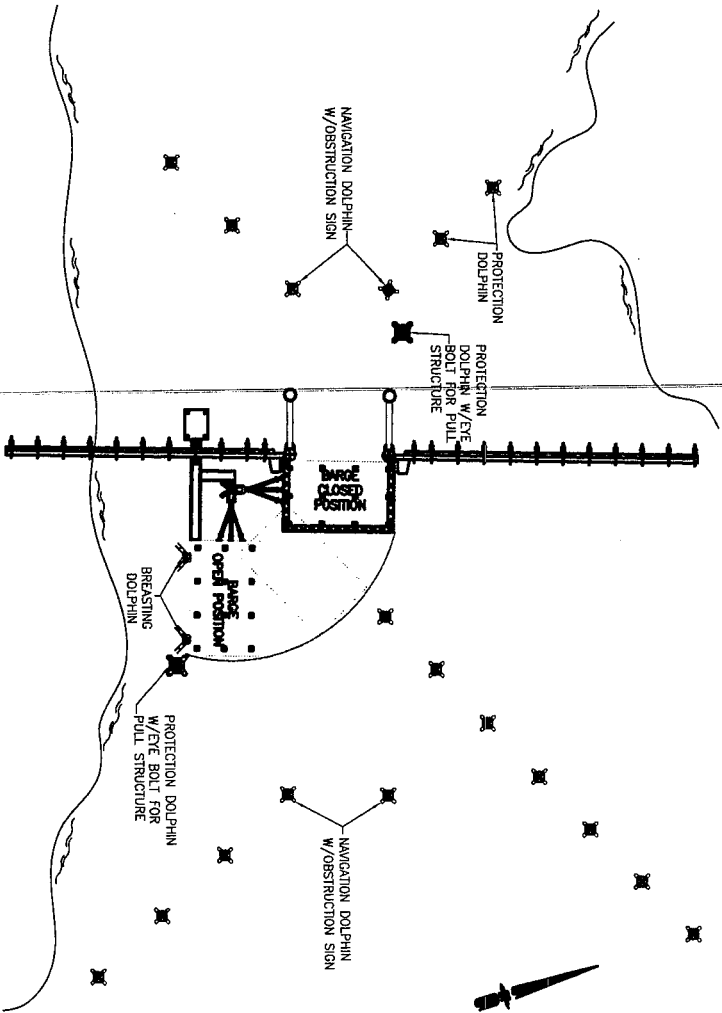 NAVIGATION DOLPHIN
W/OBSTRUCTION SIGN
PROTECTION
DOLPHIN
PROTECTION
DOLPHIN W/EYE
BOLT FOR PULL
STRUCTURE
BARGE
CLOSED
POSITION
BARGE
OPEN POSITION
BREASTING
DOLPHIN
PROTECTION DOLPHIN
W/EYE BOLT FOR
PULL STRUCTURE
NAVIGATION DOLPHIN
W/OBSTRUCTION SIGN